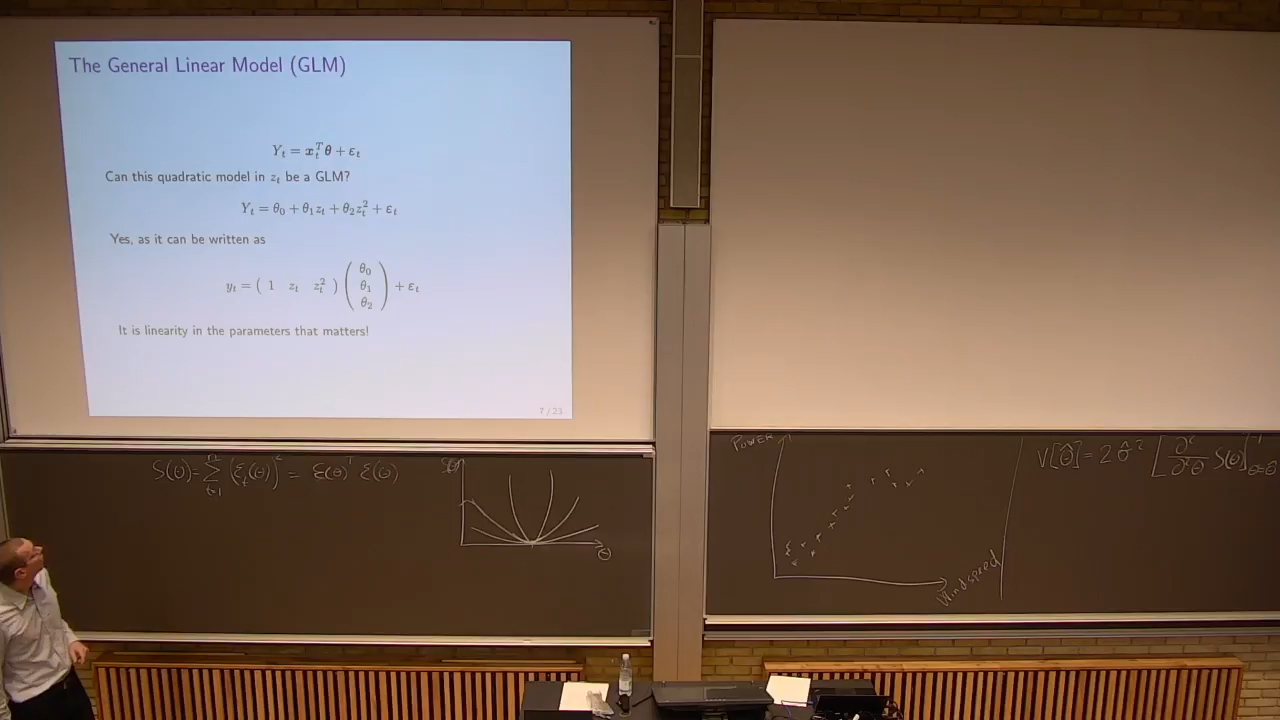 The General Linear Model (GLM)
Y_t = x_t^T θ + ε_t
Can this quadratic model in z_t be a GLM?
Y_t = θ_0 + θ_1 z_t + θ_2 z_t^2 + ε_t
Yes, as it can be written as
y_t = ( 1 z_t z_t^2 ) ( θ_0 θ_1 θ_2 ) + ε_t
It is linearity in the parameters that matters!
7 / 23
S(θ) = Σ_{t=1}^n (ε_t(θ))^2 = ε(θ)^T ε(θ)
θ
Power
Windspeed
V[θ̂] = 2 σ̂^2 [ ∂^2 / ∂^2θ S(θ) ]